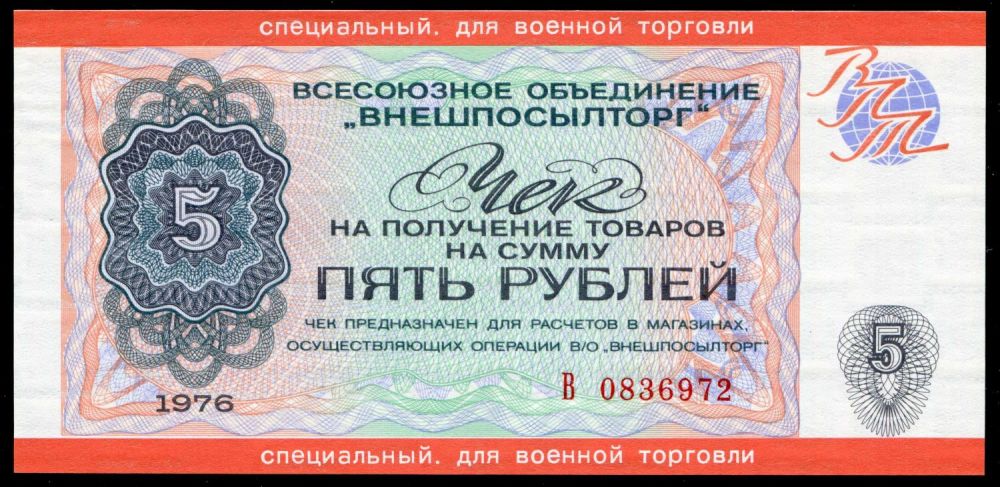 специальный. для военной торговли
ВСЕСОЮЗНОЕ ОБЪЕДИНЕНИЕ
„ВНЕШПОСЫЛТОРГ“
ВПТ
Чек
НА ПОЛУЧЕНИЕ ТОВАРОВ
НА СУММУ
5
ПЯТЬ РУБЛЕЙ
ЧЕК ПРЕДНАЗНАЧЕН ДЛЯ РАСЧЕТОВ В МАГАЗИНАХ,
ОСУЩЕСТВЛЯЮЩИХ ОПЕРАЦИИ В/О „ВНЕШПОСЫЛТОРГ“
5
1976
В 0836972
специальный. для военной торговли